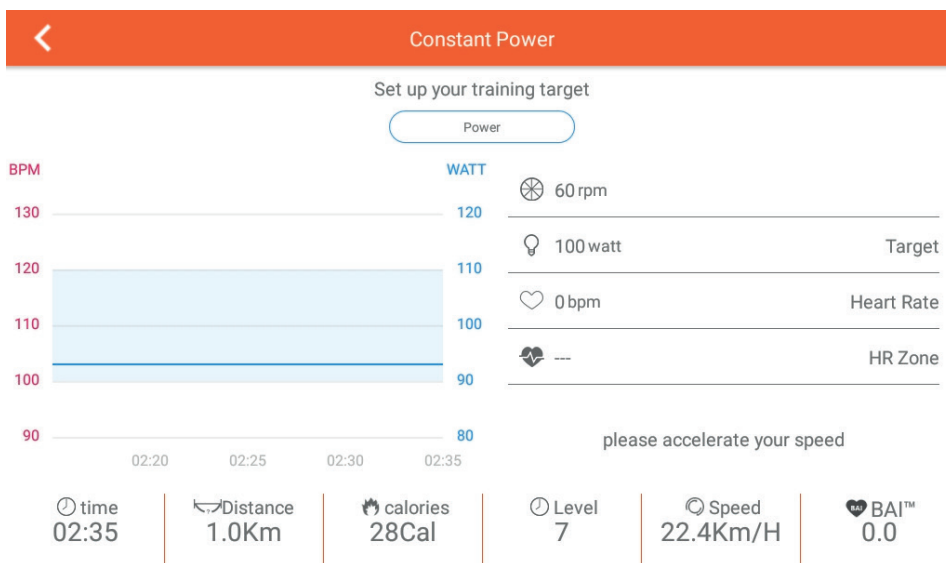 Constant Power
Set up your training target
Power
BPM
WATT
130
120
120
110
110
100
100
90
90
80
02:20 02:25 02:30 02:35
60 rpm
100 watt Target
0 bpm Heart Rate
--- HR Zone
please accelerate your speed
time
02:35
Distance
1.0Km
calories
28Cal
Level
7
Speed
22.4Km/H
BAI BAI™
0.0